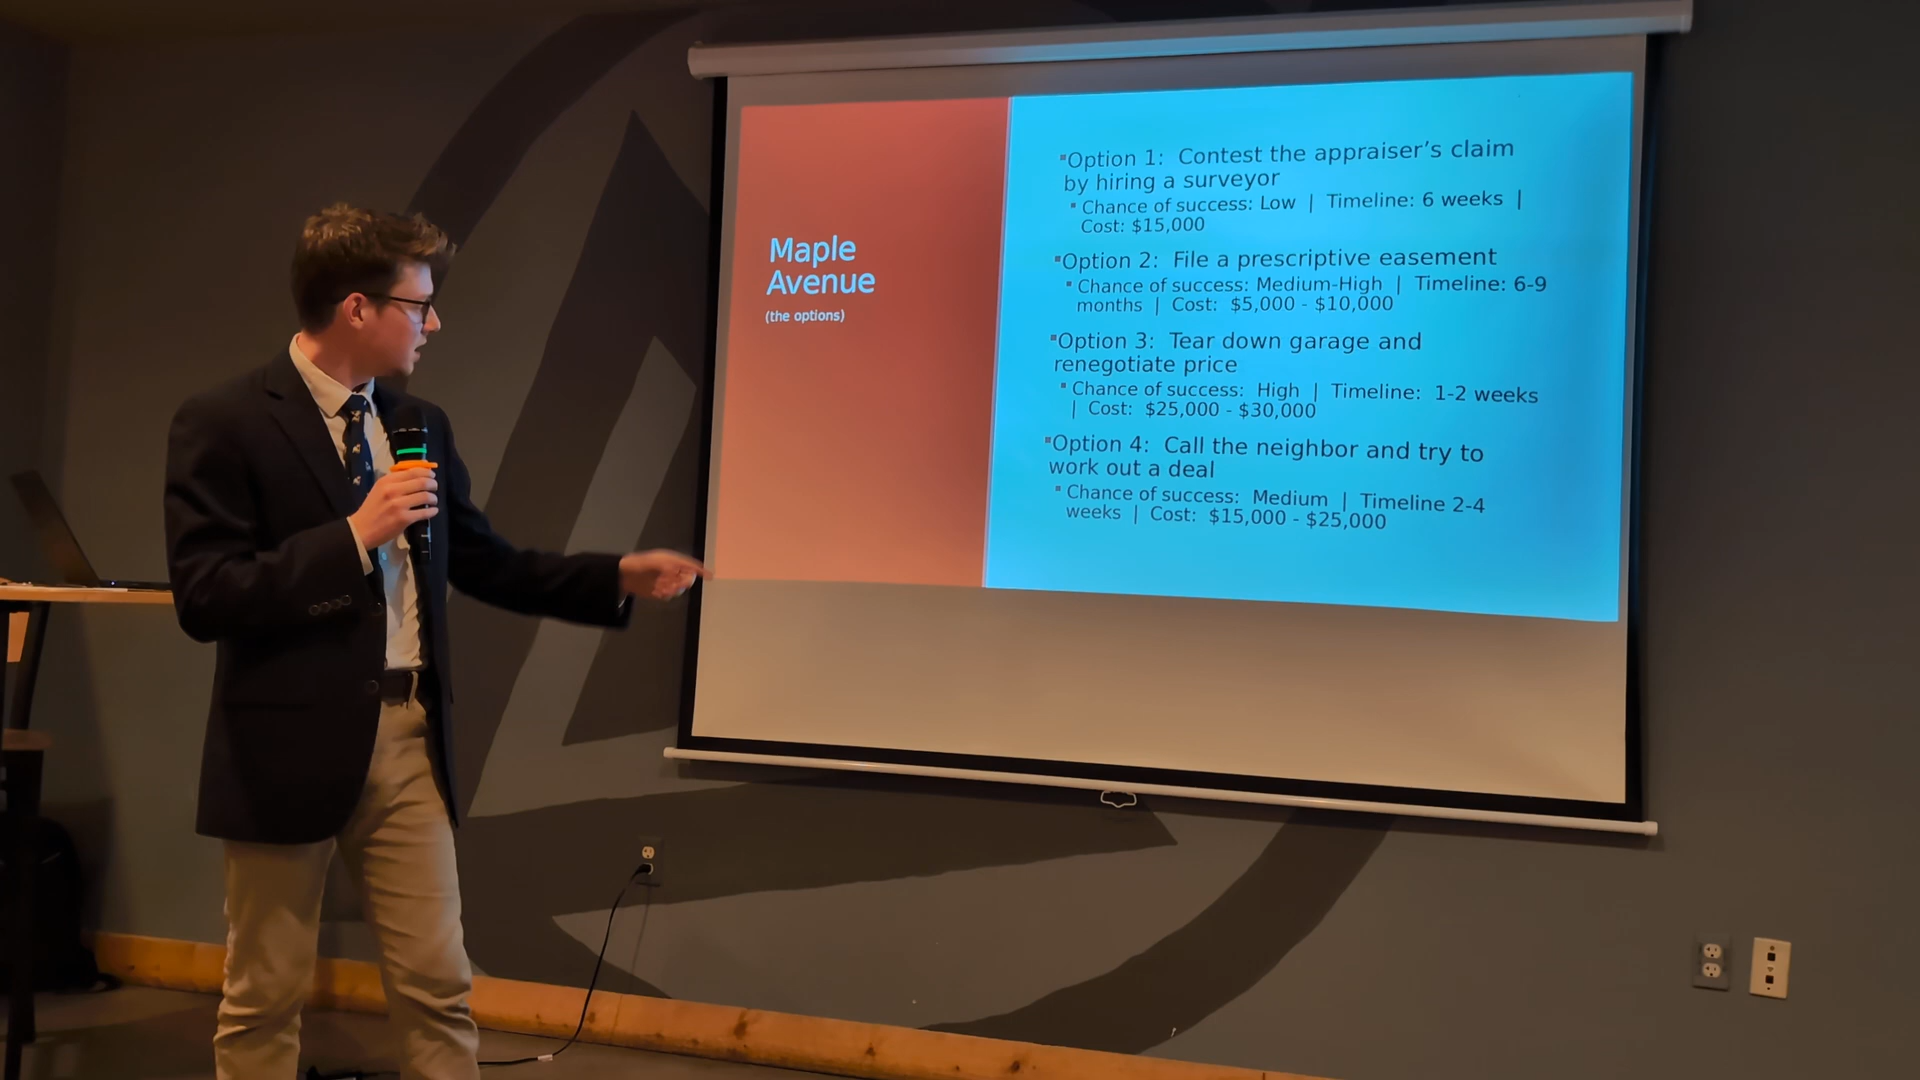 Maple
Avenue
(the options)
▪Option 1: Contest the appraiser’s claim
by hiring a surveyor
▪ Chance of success: Low | Timeline: 6 weeks |
Cost: $15,000
▪Option 2: File a prescriptive easement
▪ Chance of success: Medium-High | Timeline: 6-9
months | Cost: $5,000 - $10,000
▪Option 3: Tear down garage and
renegotiate price
▪ Chance of success: High | Timeline: 1-2 weeks
| Cost: $25,000 - $30,000
▪Option 4: Call the neighbor and try to
work out a deal
▪ Chance of success: Medium | Timeline 2-4
weeks | Cost: $15,000 - $25,000